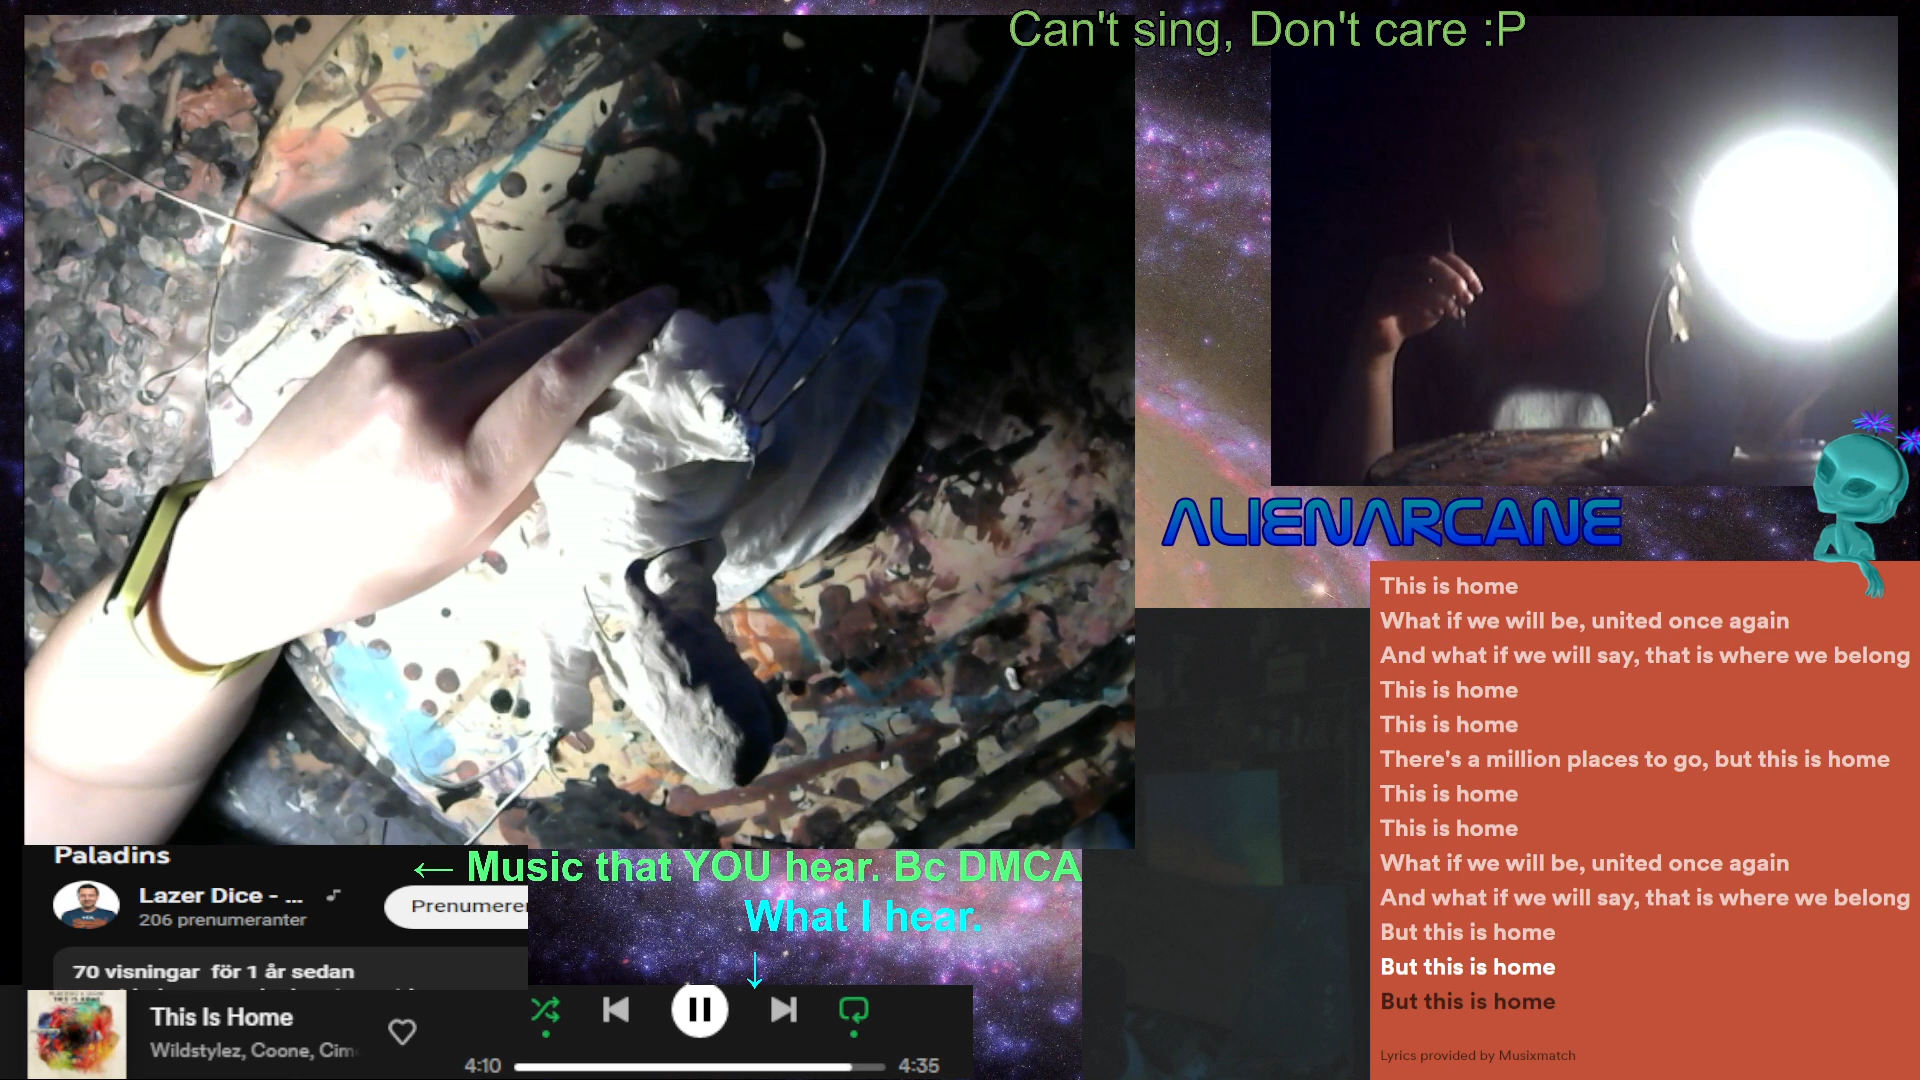 Can't sing, Don't care :P
ALIENARCANE
This is home
What if we will be, united once again
And what if we will say, that is where we belong
This is home
This is home
There's a million places to go, but this is home
This is home
This is home
What if we will be, united once again
And what if we will say, that is where we belong
But this is home
But this is home
But this is home
Lyrics provided by Musixmatch
Paladins
Lazer Dice - ...
206 prenumeranter
Prenumerer
← Music that YOU hear. Bc DMCA
What I hear.
↓
70 visningar för 1 år sedan
This Is Home
Wildstylez, Coone, Cim
4:10
4:35